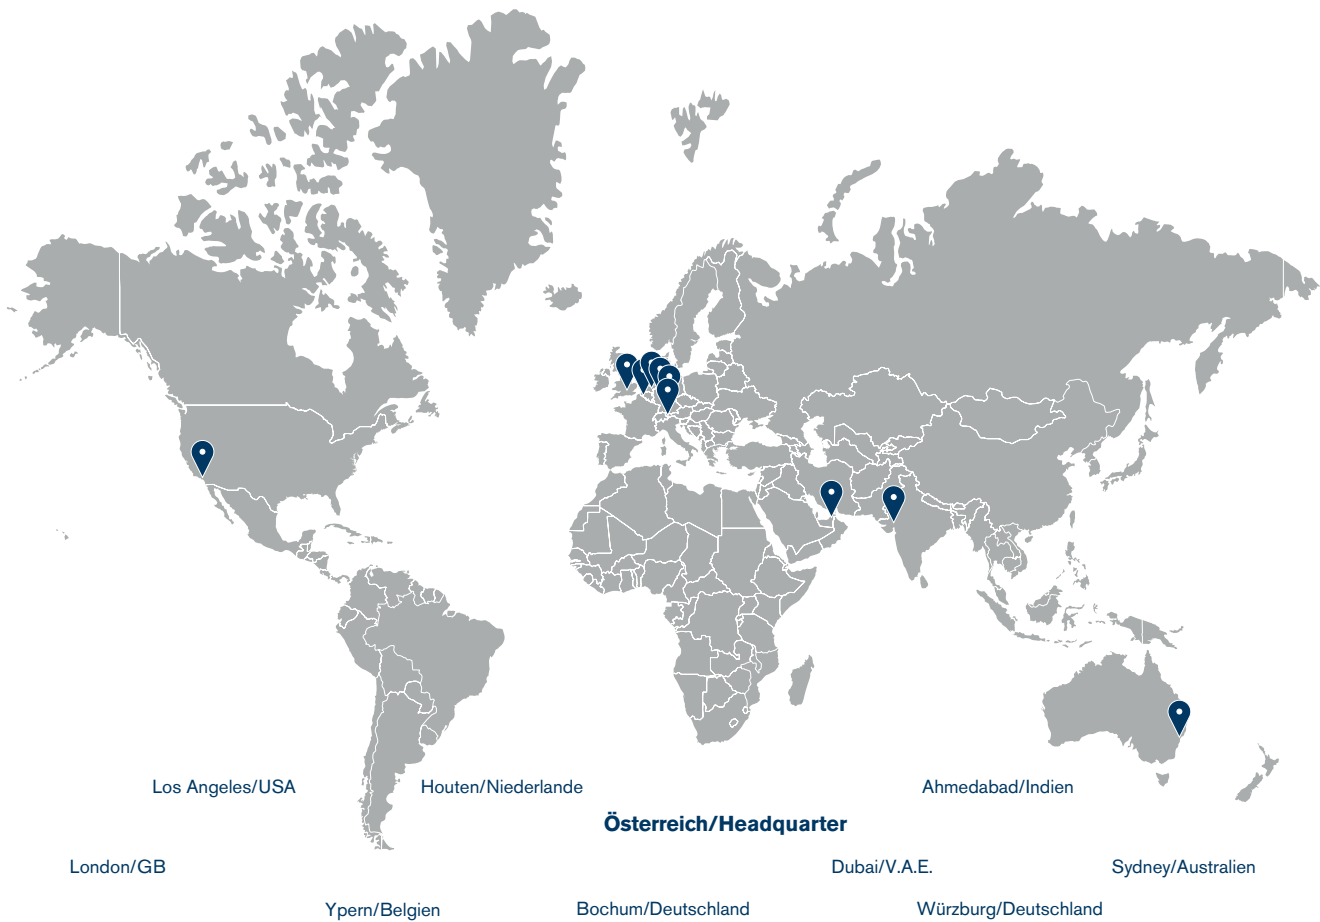 Los Angeles/USA
Houten/Niederlande
Ahmedabad/Indien
Österreich/Headquarter
London/GB
Dubai/V.A.E.
Sydney/Australien
Ypern/Belgien
Bochum/Deutschland
Würzburg/Deutschland